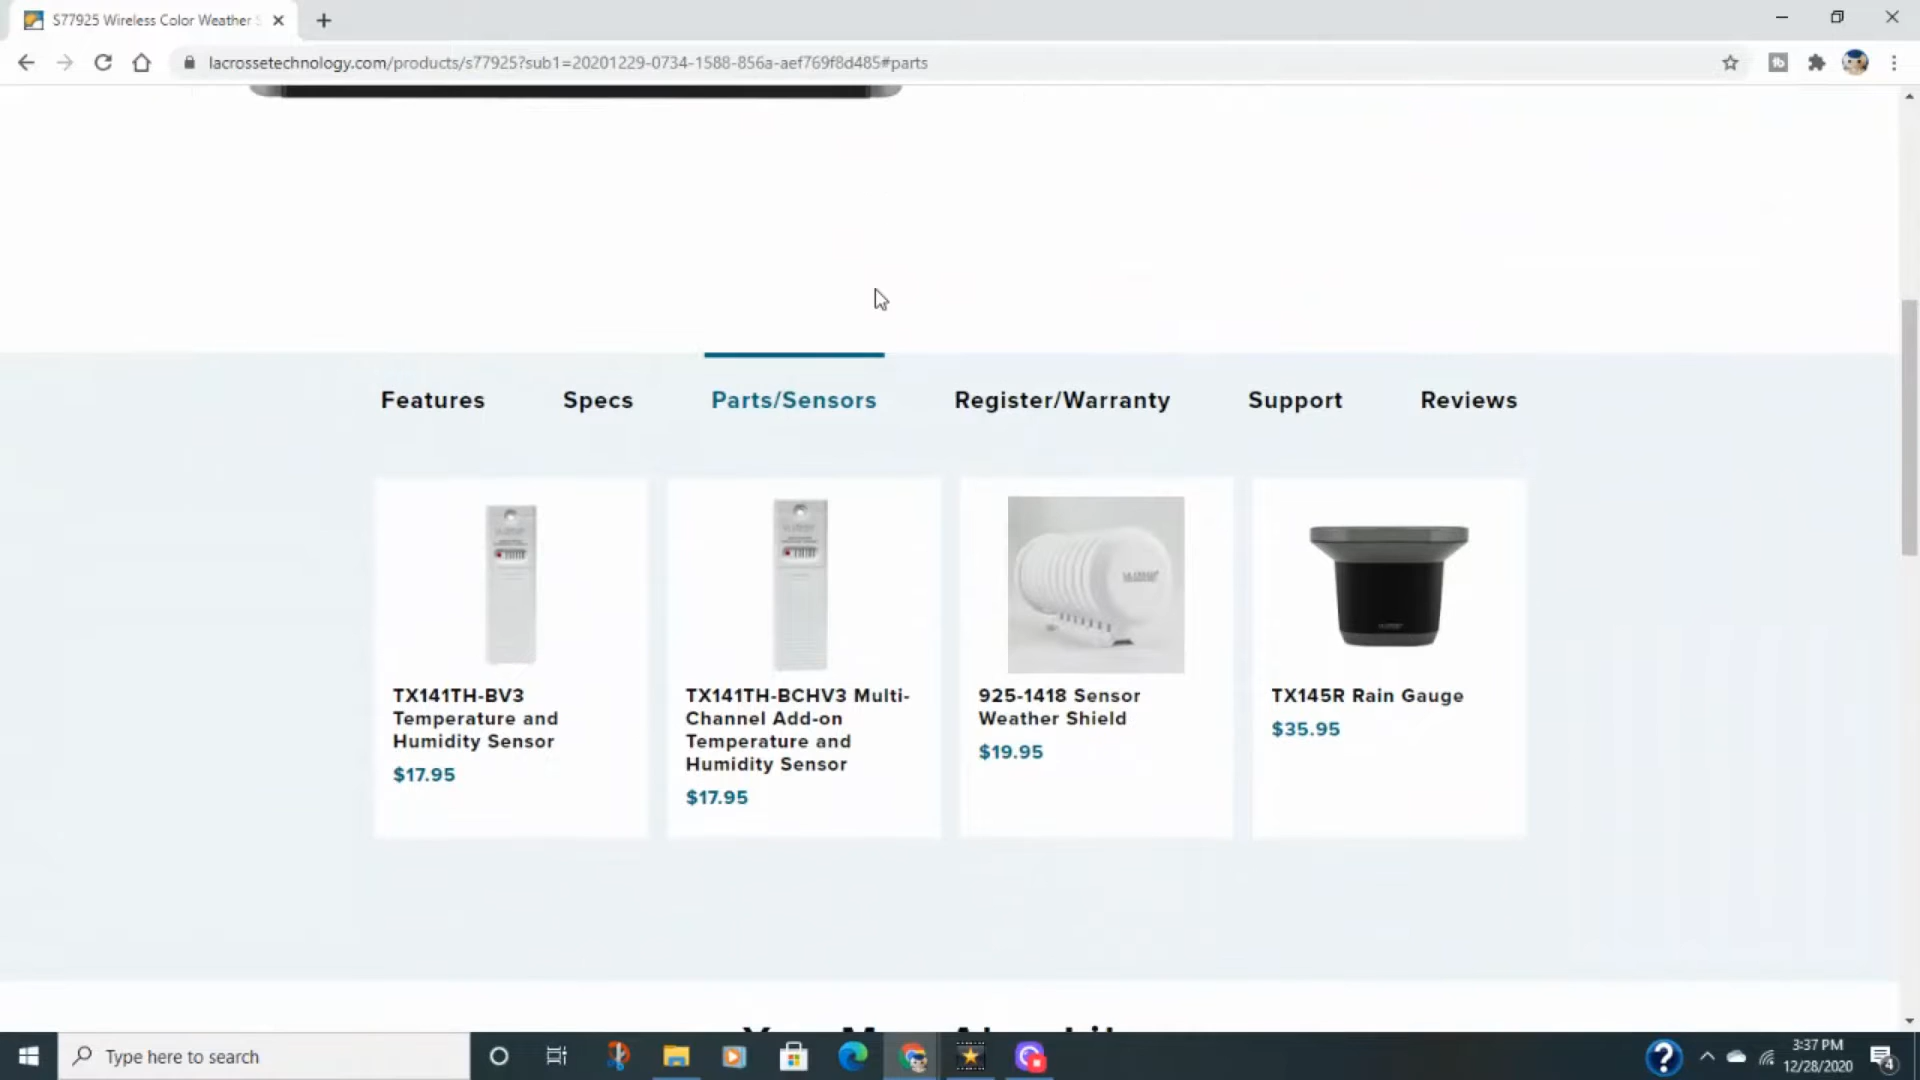 S77925 Wireless Color Weather S
lacrossetechnology.com/products/s77925?sub1=20201229-0734-1588-856a-aef769f8d485#parts
Features Specs Parts/Sensors Register/Warranty Support Reviews
TX141TH-BV3
Temperature and
Humidity Sensor
$17.95
TX141TH-BCHV3 Multi-
Channel Add-on
Temperature and
Humidity Sensor
$17.95
925-1418 Sensor
Weather Shield
$19.95
TX145R Rain Gauge
$35.95
Type here to search
3:37 PM
12/28/2020
4